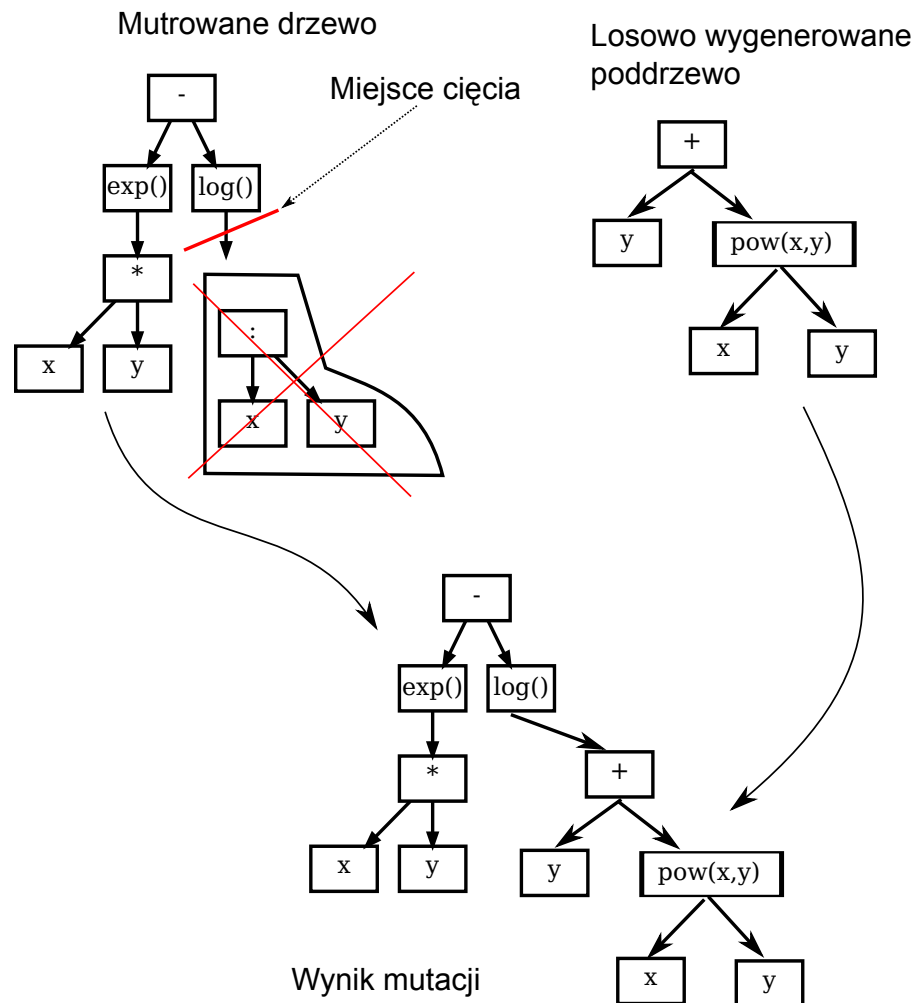 Mutrowane drzewo
Losowo wygenerowane
poddrzewo
Miejsce cięcia
-
exp()
log()
*
x
y
:
x
y
+
y
pow(x,y)
x
y
-
exp()
log()
*
+
x
y
y
pow(x,y)
x
y
Wynik mutacji